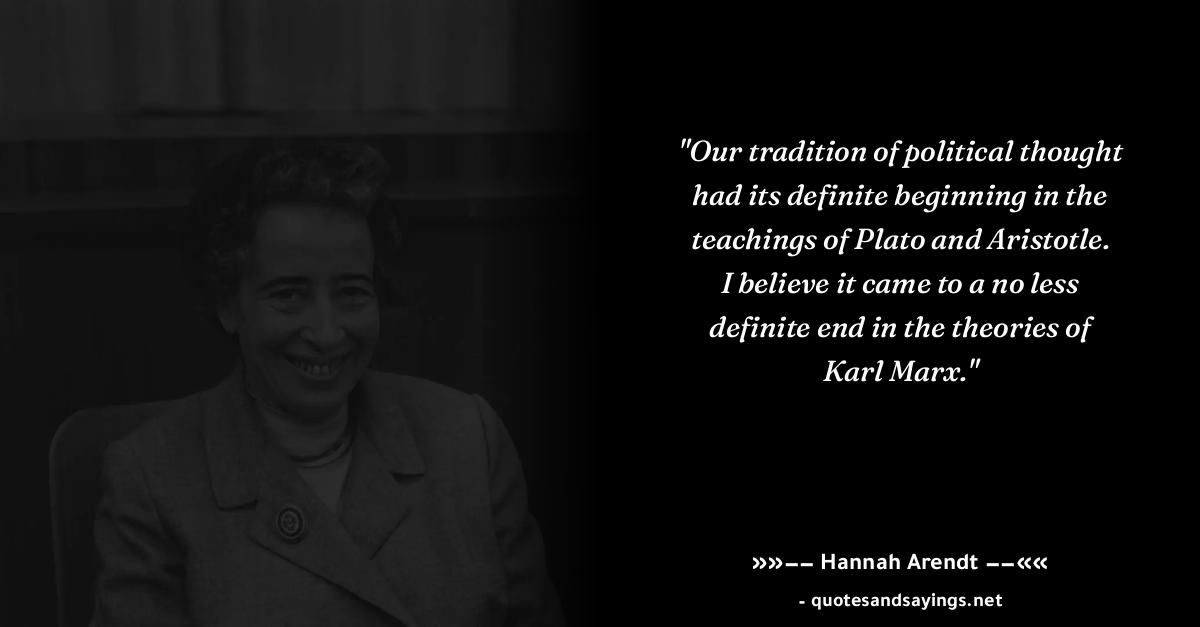 "Our tradition of political thought
had its definite beginning in the
teachings of Plato and Aristotle.
I believe it came to a no less
definite end in the theories of
Karl Marx."
»»–– Hannah Arendt ––««
- quotesandsayings.net